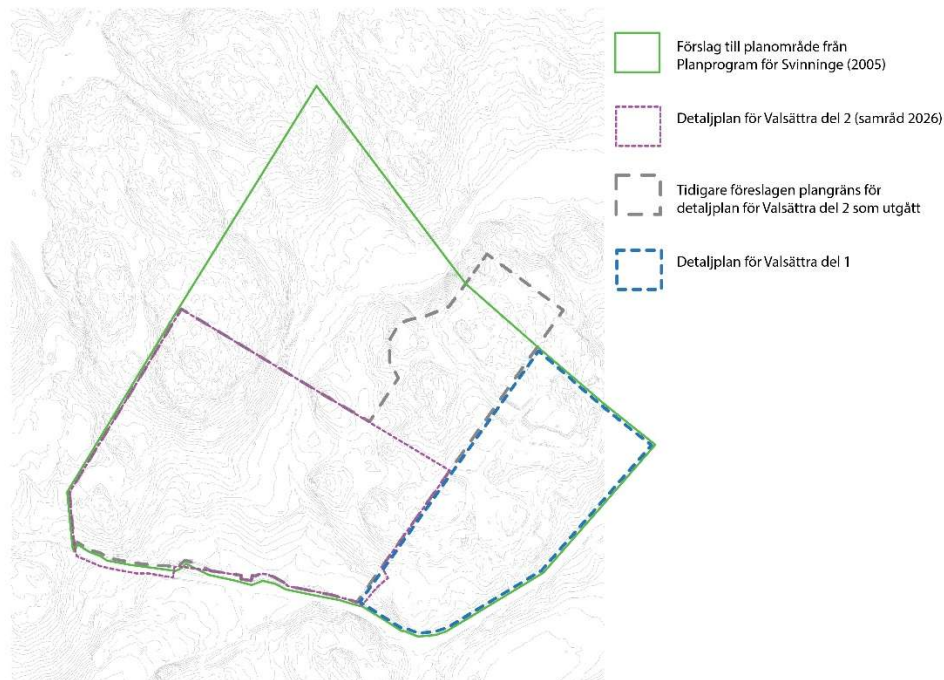 Förslag till planområde från
Planprogram för Svinninge (2005)
Detaljplan för Valsättra del 2 (samråd 2026)
Tidigare föreslagen plangräns för
detaljplan för Valsättra del 2 som utgått
Detaljplan för Valsättra del 1